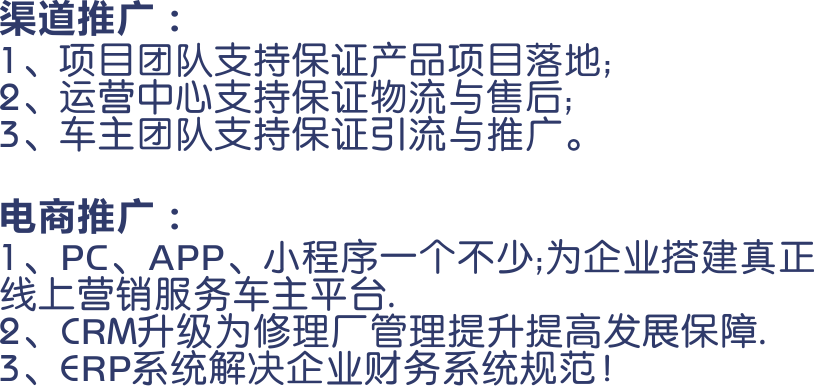 渠道推广：
1、项目团队支持保证产品项目落地;
2、运营中心支持保证物流与售后;
3、车主团队支持保证引流与推广。
电商推广：
1、PC、APP、小程序一个不少;为企业搭建真正
线上营销服务车主平台.
2、CRM升级为修理厂管理提升提高发展保障.
3、ERP系统解决企业财务系统规范!